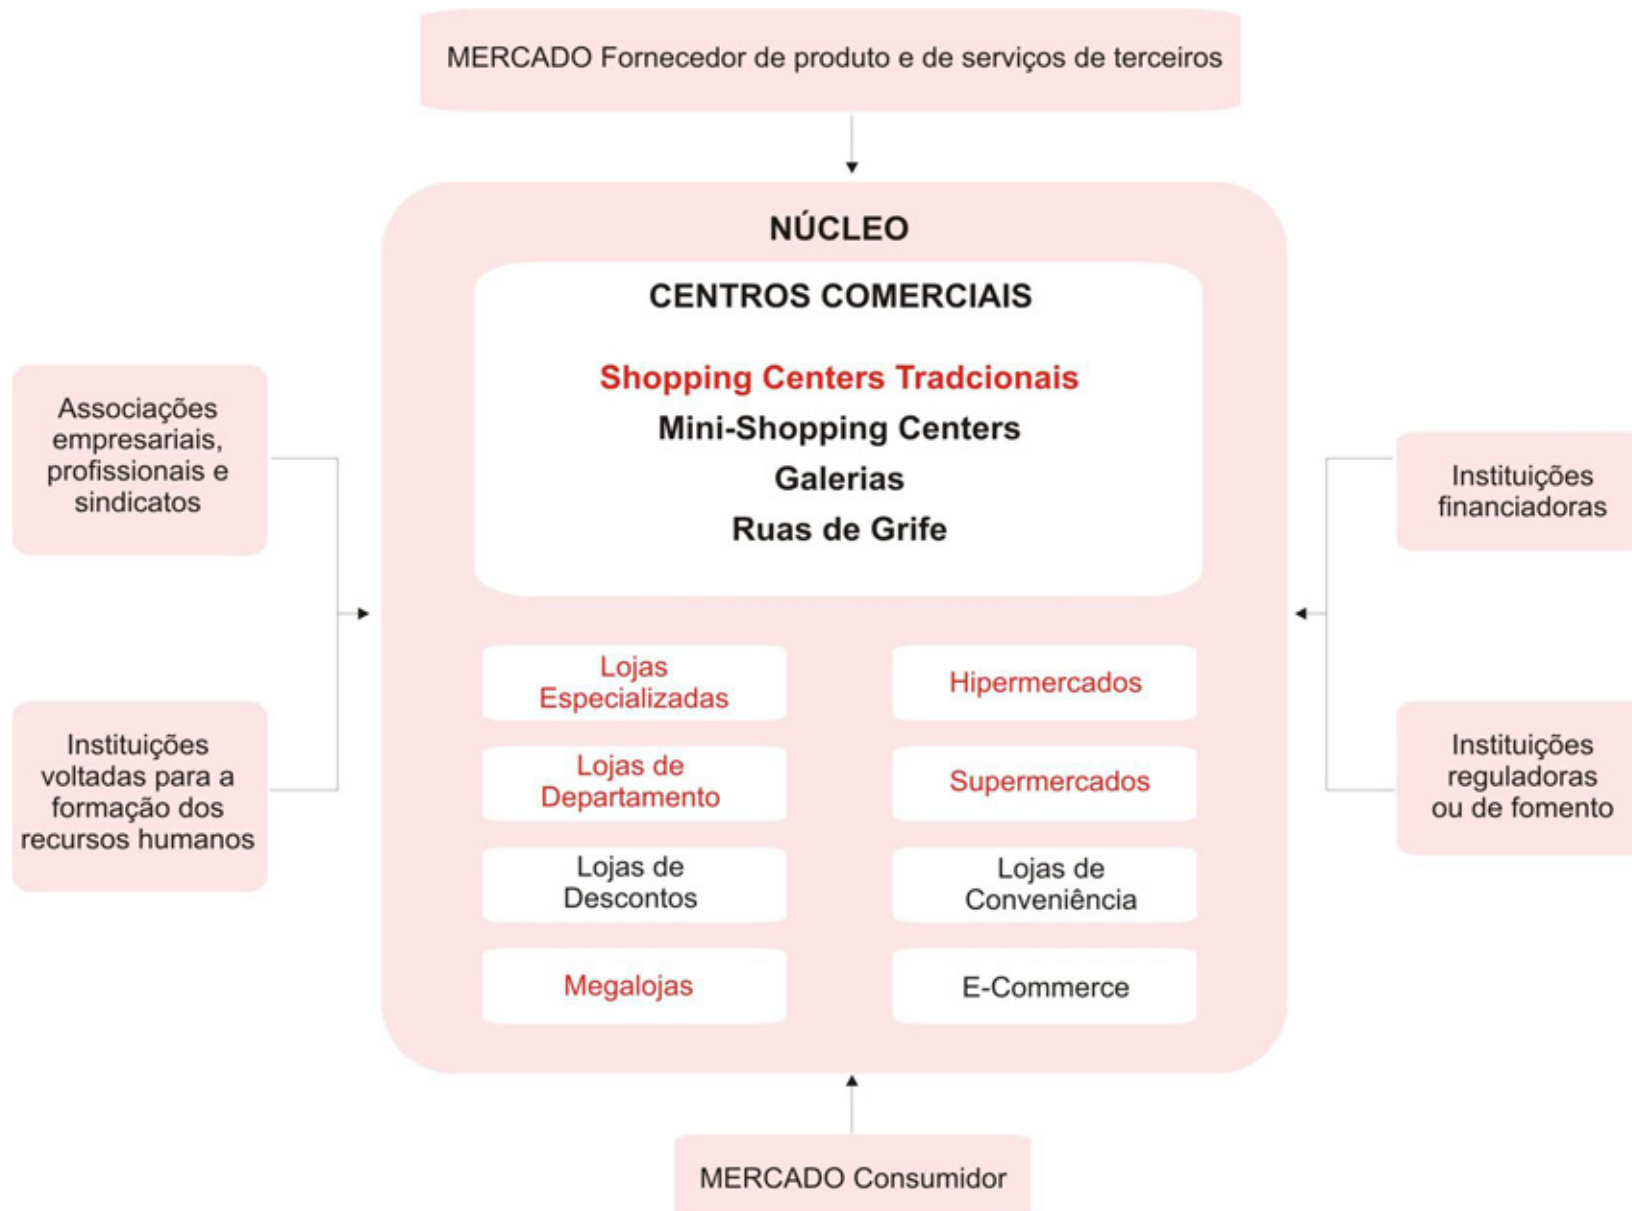 MERCADO Fornecedor de produto e de serviços de terceiros
NÚCLEO
CENTROS COMERCIAIS
Shopping Centers Tradcionais
Mini-Shopping Centers
Galerias
Ruas de Grife
Associações
empresariais,
profissionais e
sindicatos
Instituições
voltadas para a
formação dos
recursos humanos
Lojas
Especializadas
Hipermercados
Lojas de
Departamento
Supermercados
Lojas de
Descontos
Lojas de
Conveniência
Megalojas
E-Commerce
Instituições
financiadoras
Instituições
reguladoras
ou de fomento
MERCADO Consumidor